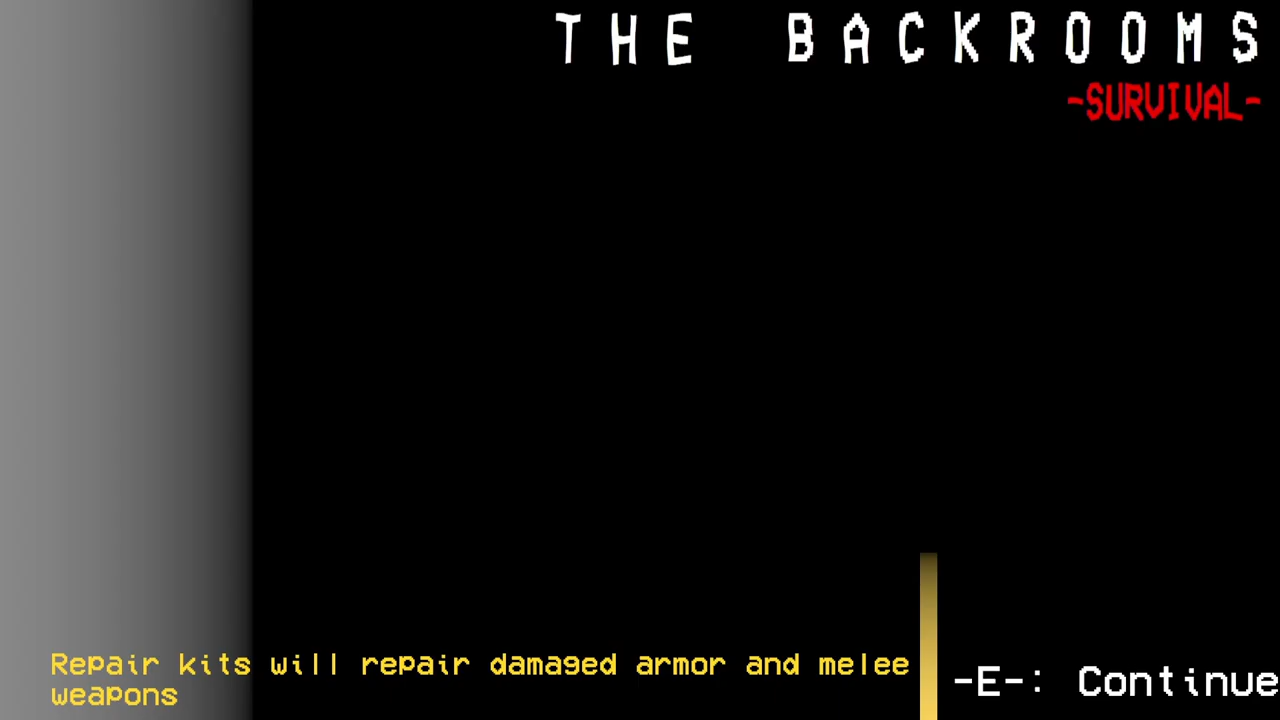 THE BACKROOMS
-SURVIVAL-
Repair kits will repair damaged armor and melee
weapons
-E-: Continue